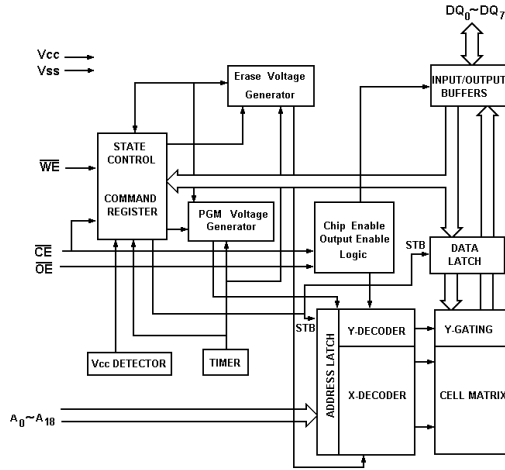 DQ0~DQ7
Vcc
Vss
Erase Voltage
Generator
INPUT/OUTPUT
BUFFERS
STATE
CONTROL
COMMAND
REGISTER
WE
PGM Voltage
Generator
Chip Enable
Output Enable
Logic
CE
OE
STB
DATA
LATCH
STB
ADDRESS LATCH
Y-DECODER
Y-GATING
Vcc DETECTOR
TIMER
X-DECODER
CELL MATRIX
A0~A18